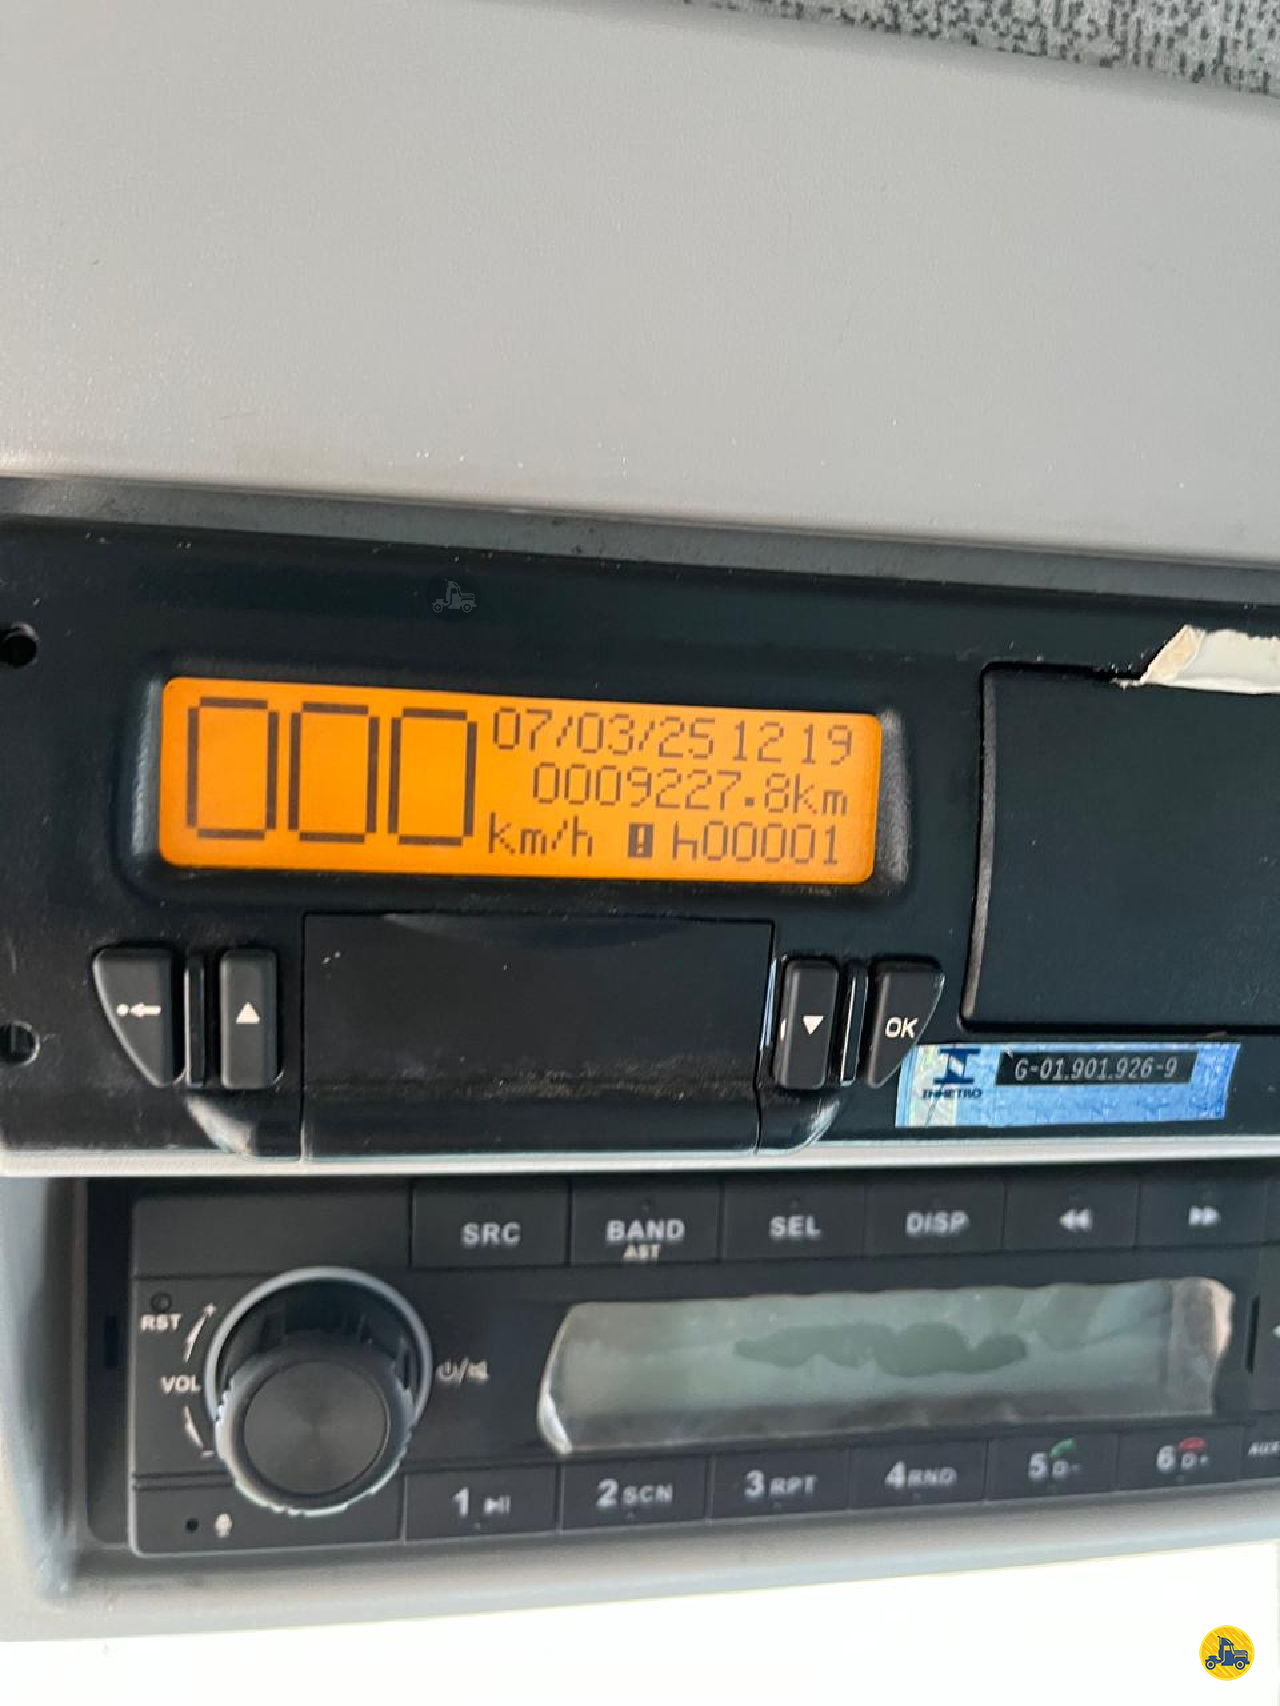 000 07/03/25 12 19
0009227.8km
km/h h00001
OK
INMETRO
G-01.901.926-9
SRC BAND SEL DISP
AST
RST
VOL
1 2 SCN 3 RPT 4 RND 5 D- 6 D+ AUX